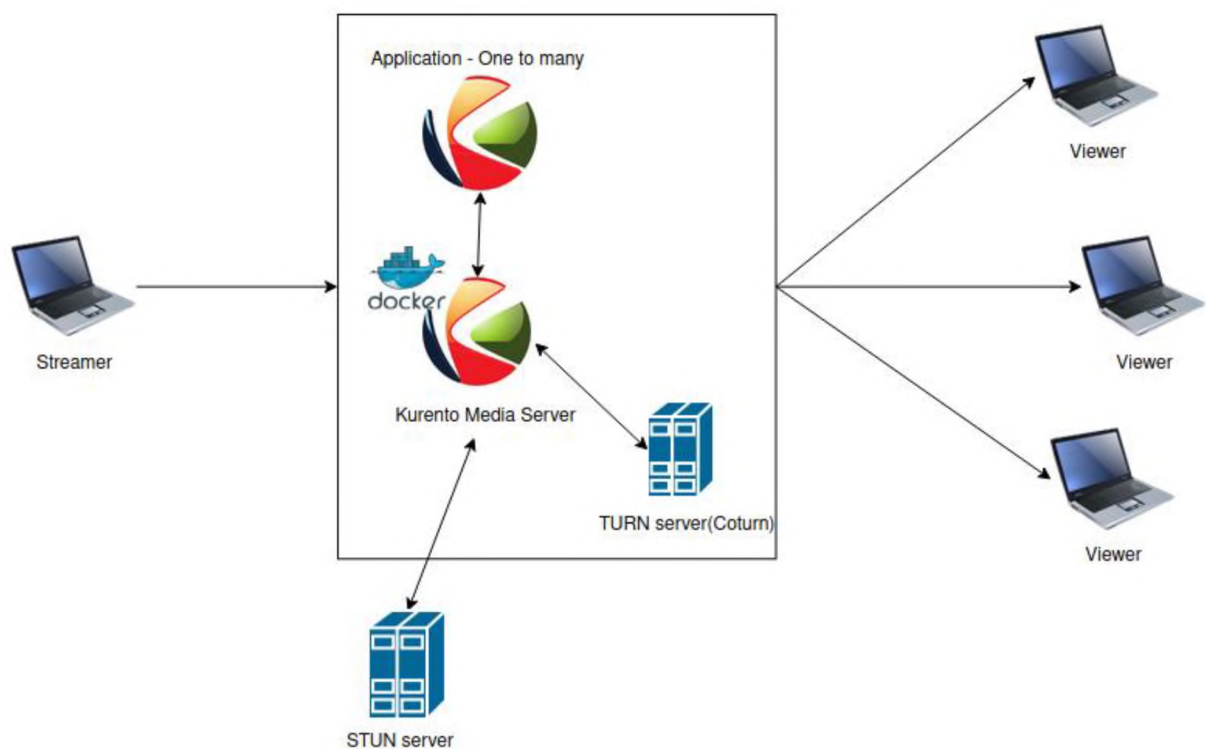 Application - One to many
Viewer
docker
Streamer
Kurento Media Server
Viewer
TURN server(Coturn)
Viewer
STUN server